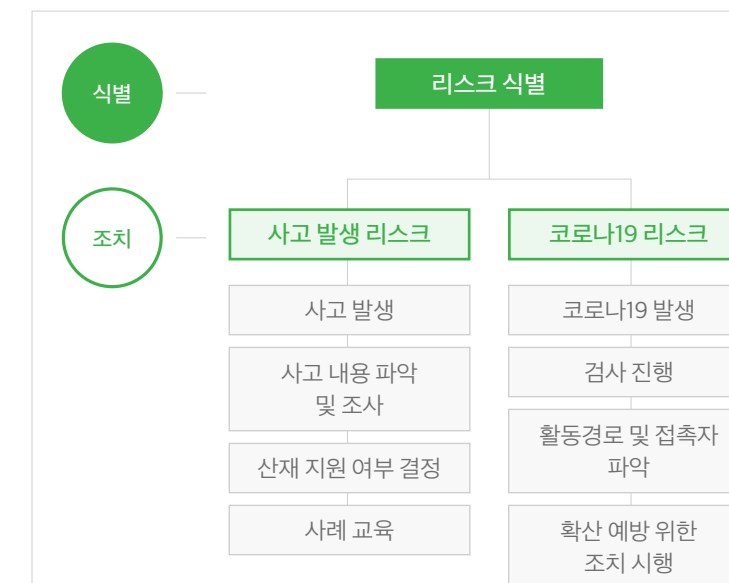 식별
리스크 식별
조치
사고 발생 리스크
사고 발생
사고 내용 파악
및 조사
산재 지원 여부 결정
사례 교육
코로나19 리스크
코로나19 발생
검사 진행
활동경로 및 접촉자
파악
확산 예방 위한
조치 시행